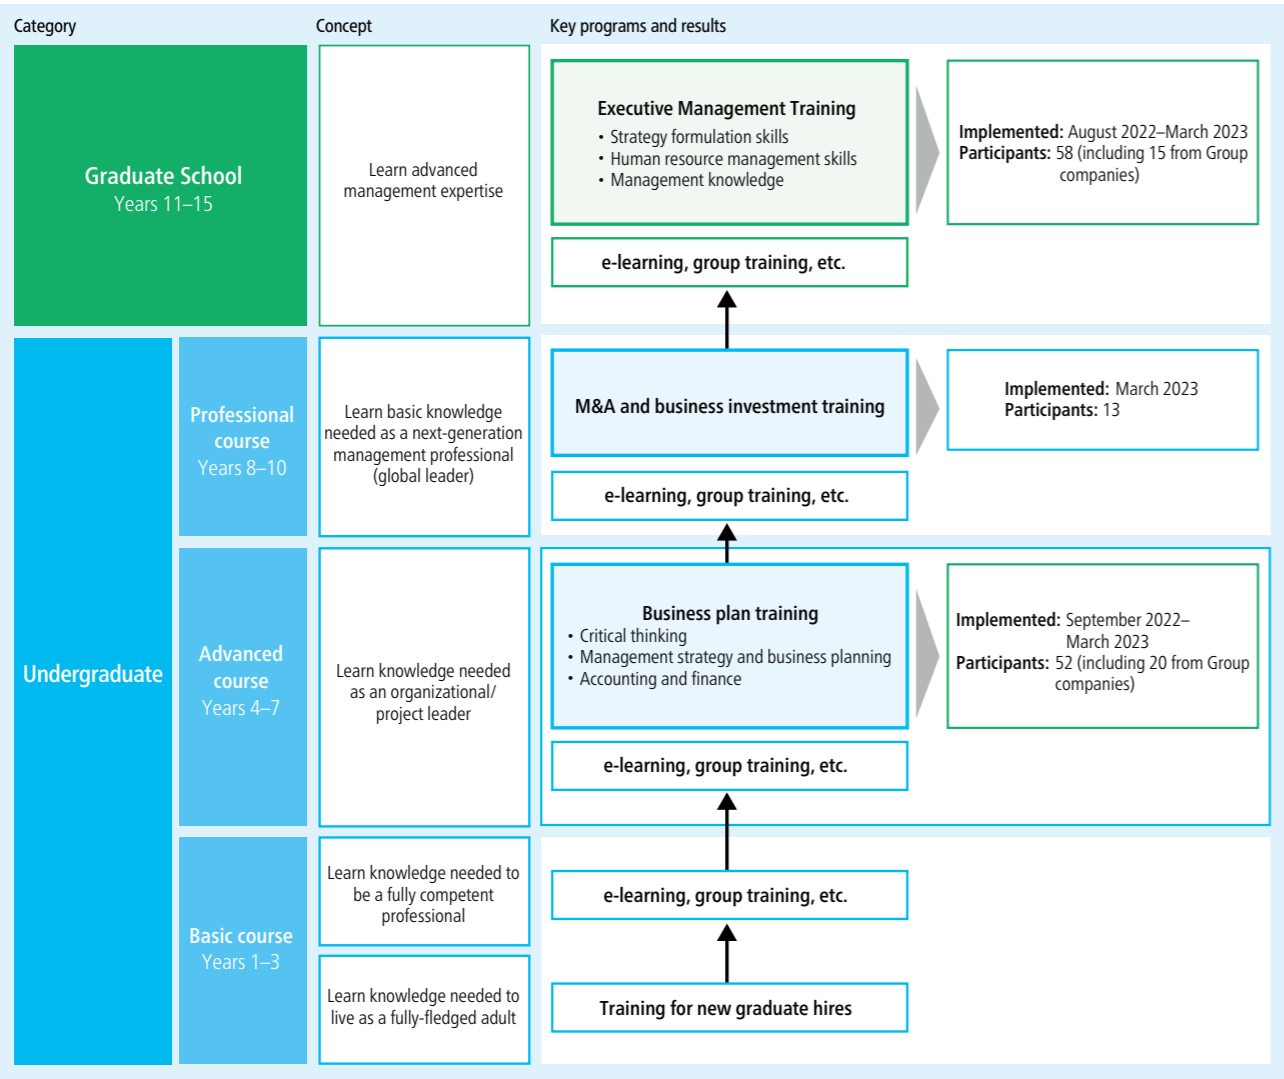 Category
Concept
Key programs and results
Graduate School
Years 11–15
Learn advanced
management expertise
Executive Management Training
• Strategy formulation skills
• Human resource management skills
• Management knowledge
Implemented: August 2022–March 2023
Participants: 58 (including 15 from Group
companies)
e-learning, group training, etc.
Undergraduate
Professional
course
Years 8–10
Learn basic knowledge
needed as a next-generation
management professional
(global leader)
M&A and business investment training
Implemented: March 2023
Participants: 13
e-learning, group training, etc.
Advanced
course
Years 4–7
Learn knowledge needed
as an organizational/
project leader
Business plan training
• Critical thinking
• Management strategy and business planning
• Accounting and finance
Implemented: September 2022–
March 2023
Participants: 52 (including 20 from Group
companies)
e-learning, group training, etc.
Basic course
Years 1–3
Learn knowledge needed to
be a fully competent
professional
e-learning, group training, etc.
Learn knowledge needed to
live as a fully-fledged adult
Training for new graduate hires